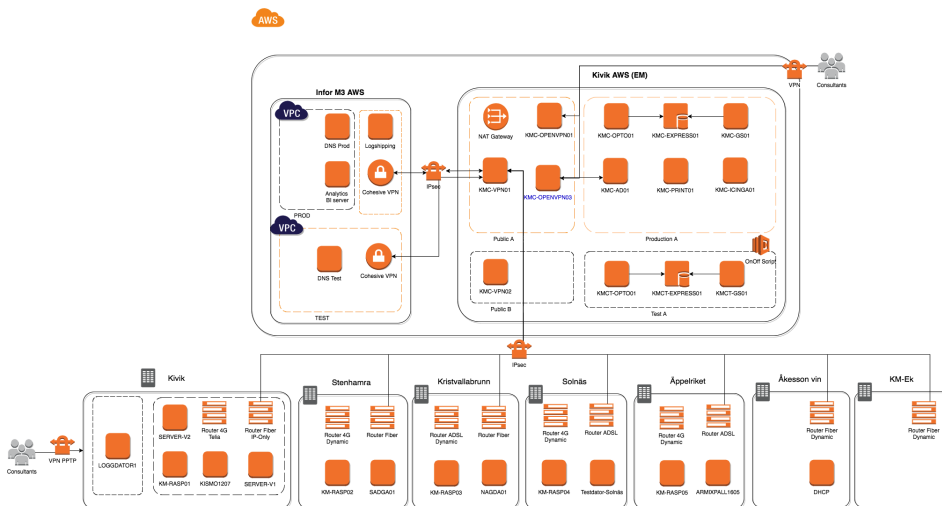 AWS
Kivik AWS (EM)
VPN
Consultants
Infor M3 AWS
VPC
DNS Prod
Logshipping
Analytics
BI server
Cohesive VPN
PROD
VPC
DNS Test
Cohesive VPN
TEST
IPsec
NAT Gateway
KMC-OPENVPN01
KMC-VPN01
KMC-OPENVPN03
Public A
KMC-VPN02
Public B
KMC-OPTO01
KMC-EXPRESS01
KMC-GS01
KMC-AD01
KMC-PRINT01
KMC-ICINGA01
Production A
OnOff Script
KMCT-OPTO01
KMCT-EXPRESS01
KMCT-GS01
Test A
IPsec
Consultants
VPN PPTP
Kivik
LOGGDATOR1
SERVER-V2
Router 4G
Telia
Router Fiber
IP-Only
KM-RASP01
KISMO1207
SERVER-V1
Stenhamra
Router 4G
Dynamic
Router Fiber
KM-RASP02
SADGA01
Kristvallabrunn
Router ADSL
Dynamic
Router Fiber
KM-RASP03
NAGDA01
Solnäs
Router 4G
Dynamic
Router ADSL
KM-RASP04
Testdator-Solnäs
Äppelriket
Router 4G
Dynamic
Router ADSL
KM-RASP05
ARMIXPALL1605
Åkesson vin
Router Fiber
Dynamic
DHCP
KM-Ek
Router Fiber
Dynamic